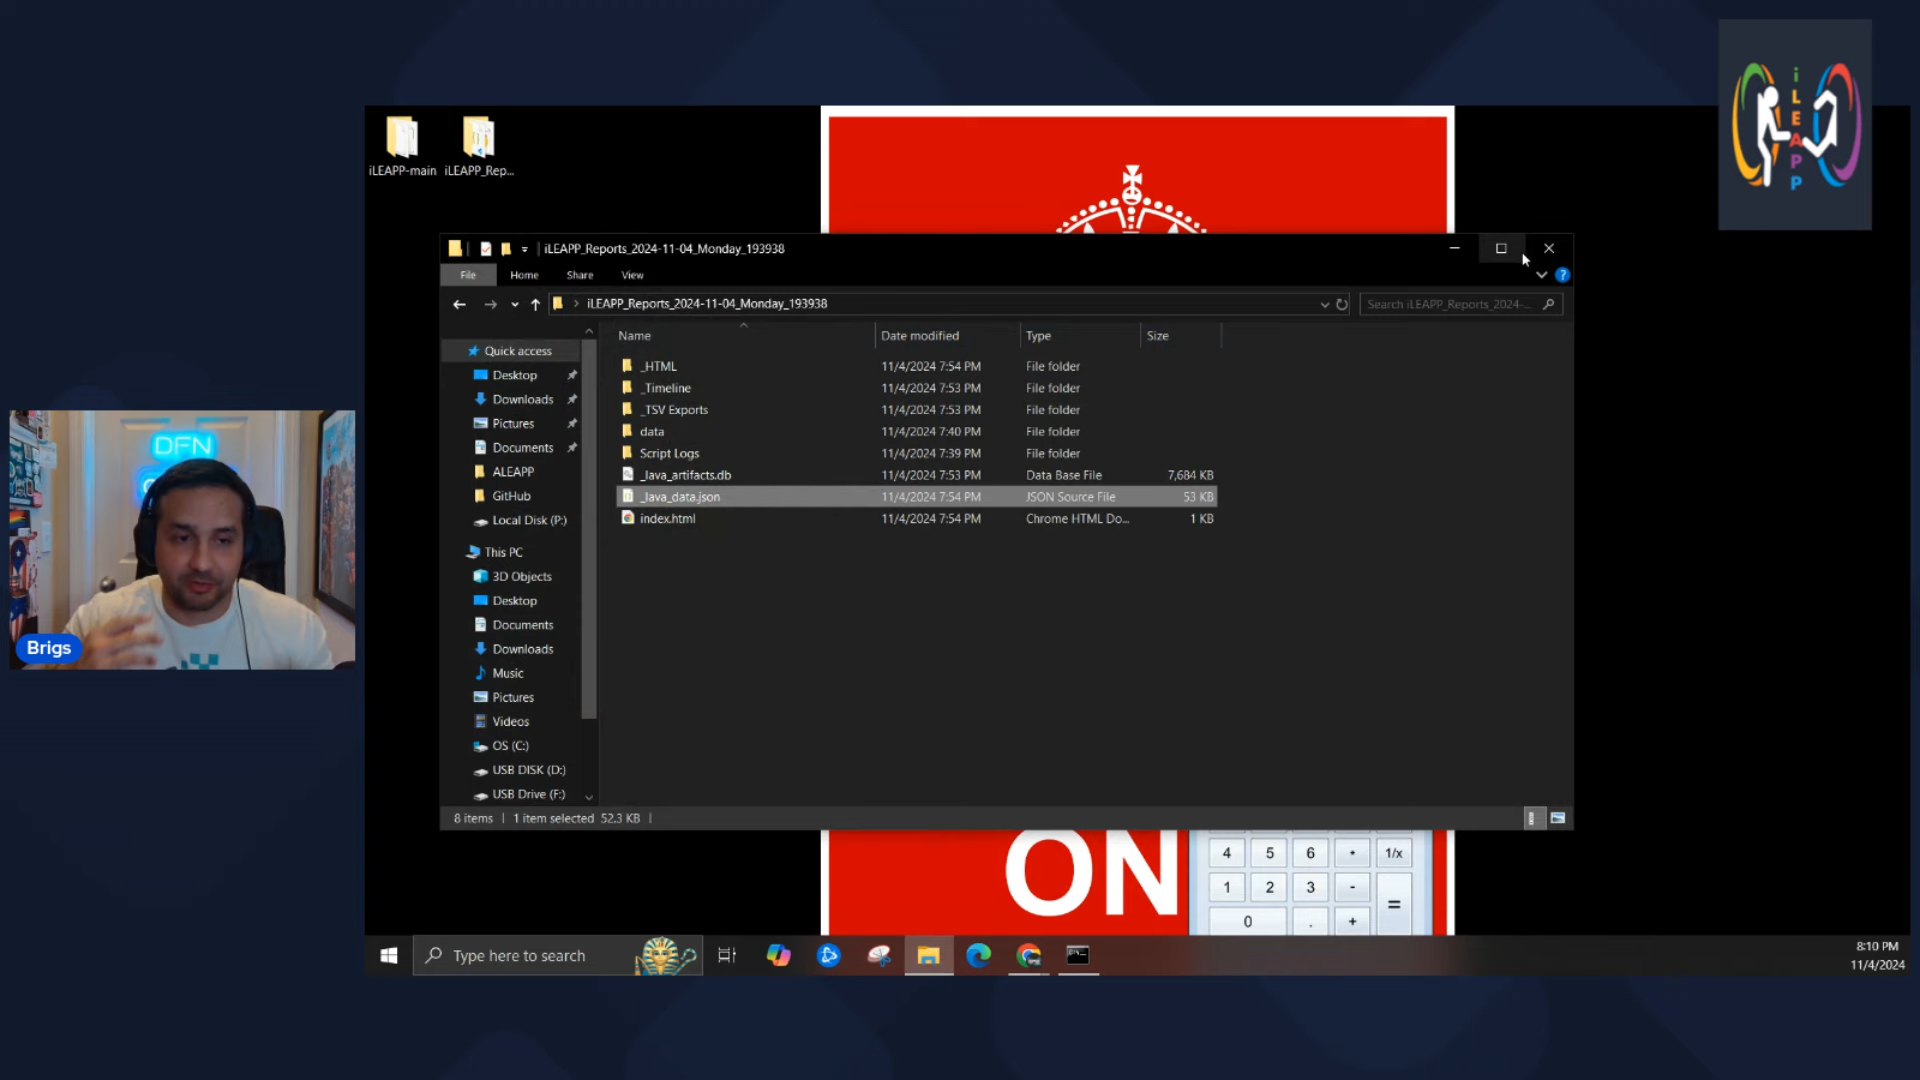 i
L
E
A
P
P
iLEAPP-main
iLEAPP_Rep...
iLEAPP_Reports_2024-11-04_Monday_193938
File
Home
Share
View
?
iLEAPP_Reports_2024-11-04_Monday_193938
Search iLEAPP_Reports_2024-...
Name
Date modified
Type
Size
Quick access
Desktop
Downloads
Pictures
Documents
ALEAPP
GitHub
Local Disk (P:)
This PC
3D Objects
Desktop
Documents
Downloads
Music
Pictures
Videos
OS (C:)
USB DISK (D:)
USB Drive (F:)
_HTML 11/4/2024 7:54 PM File folder
_Timeline 11/4/2024 7:53 PM File folder
_TSV Exports 11/4/2024 7:53 PM File folder
data 11/4/2024 7:40 PM File folder
Script Logs 11/4/2024 7:39 PM File folder
_lava_artifacts.db 11/4/2024 7:53 PM Data Base File 7,684 KB
_lava_data.json 11/4/2024 7:54 PM JSON Source File 53 KB
index.html 11/4/2024 7:54 PM Chrome HTML Do... 1 KB
8 items 1 item selected 52.3 KB
DFN
Brigs
ON
4 5 6 * 1/x
1 2 3 - =
0 . +
Type here to search
8:10 PM
11/4/2024